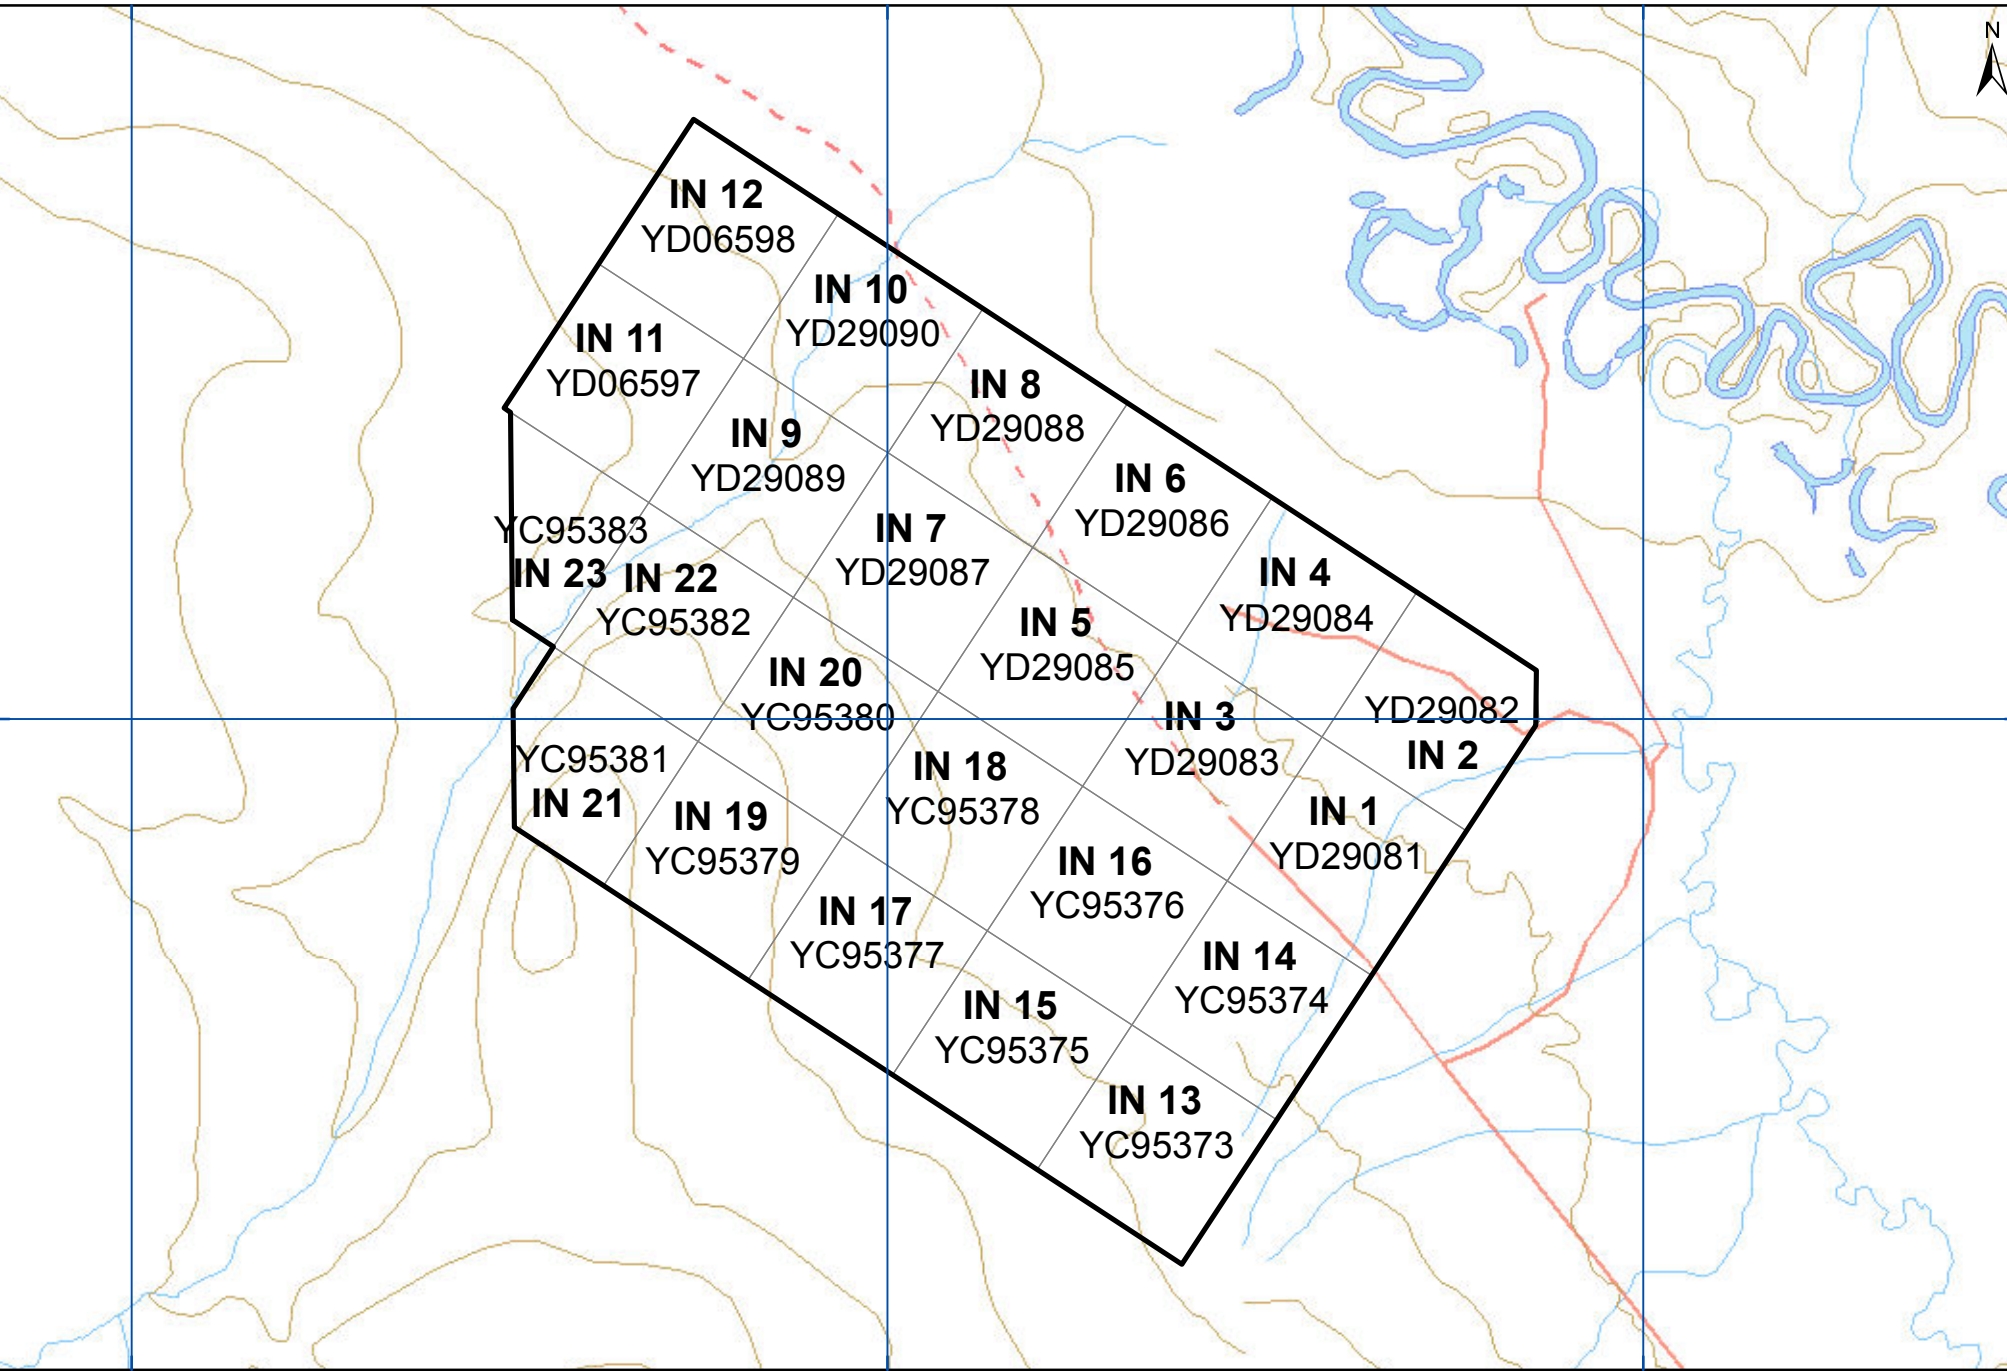 N
IN 12
YD06598
IN 10
YD29090
IN 11
YD06597
IN 8
YD29088
IN 9
YD29089
IN 6
YD29086
YC95383
IN 23
IN 22
YC95382
IN 7
YD29087
IN 4
YD29084
IN 5
YD29085
IN 20
YC95380
IN 3
YD29083
YD29082
IN 2
YC95381
IN 21
IN 19
YC95379
IN 18
YC95378
IN 1
YD29081
IN 16
YC95376
IN 17
YC95377
IN 14
YC95374
IN 15
YC95375
IN 13
YC95373